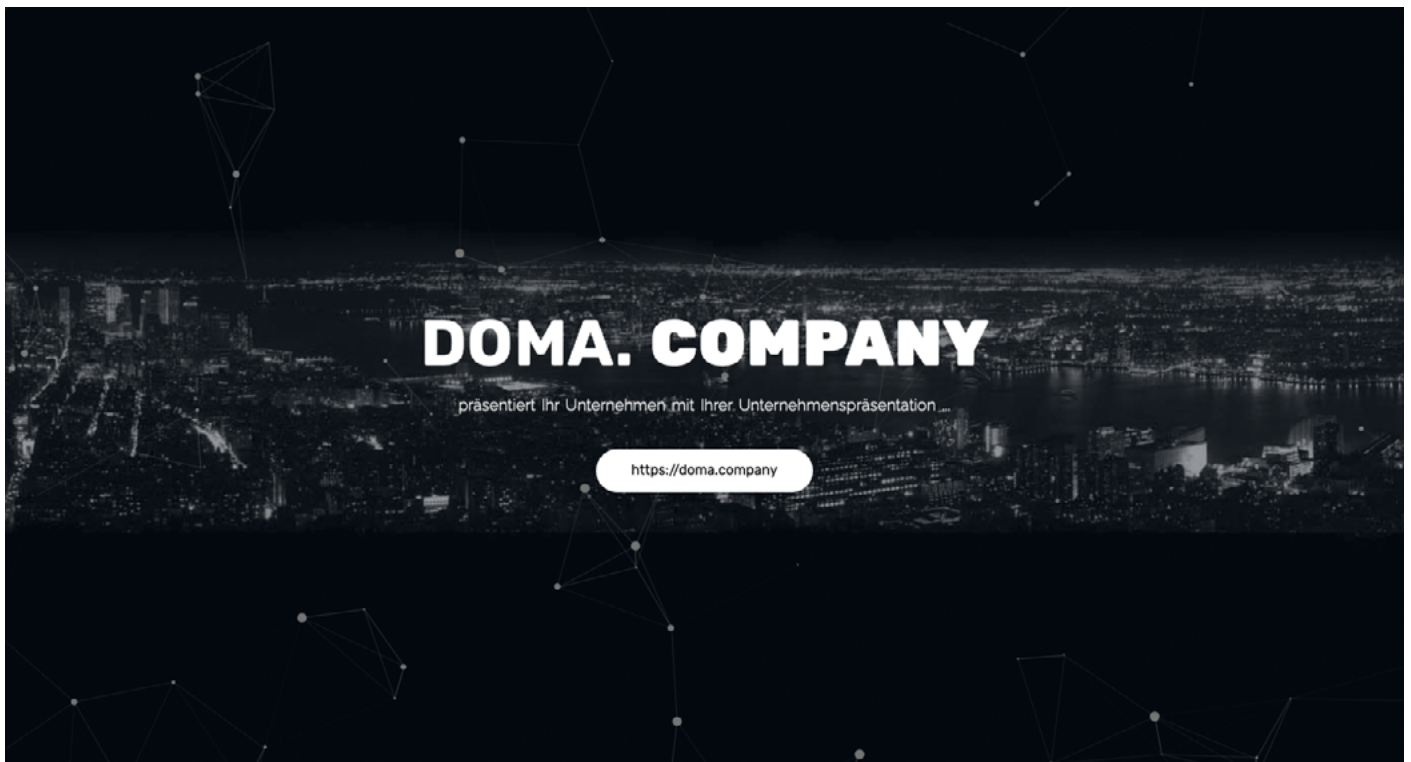 DOMA. COMPANY
präsentiert Ihr Unternehmen mit Ihrer Unternehmenspräsentation ...
https://doma.company